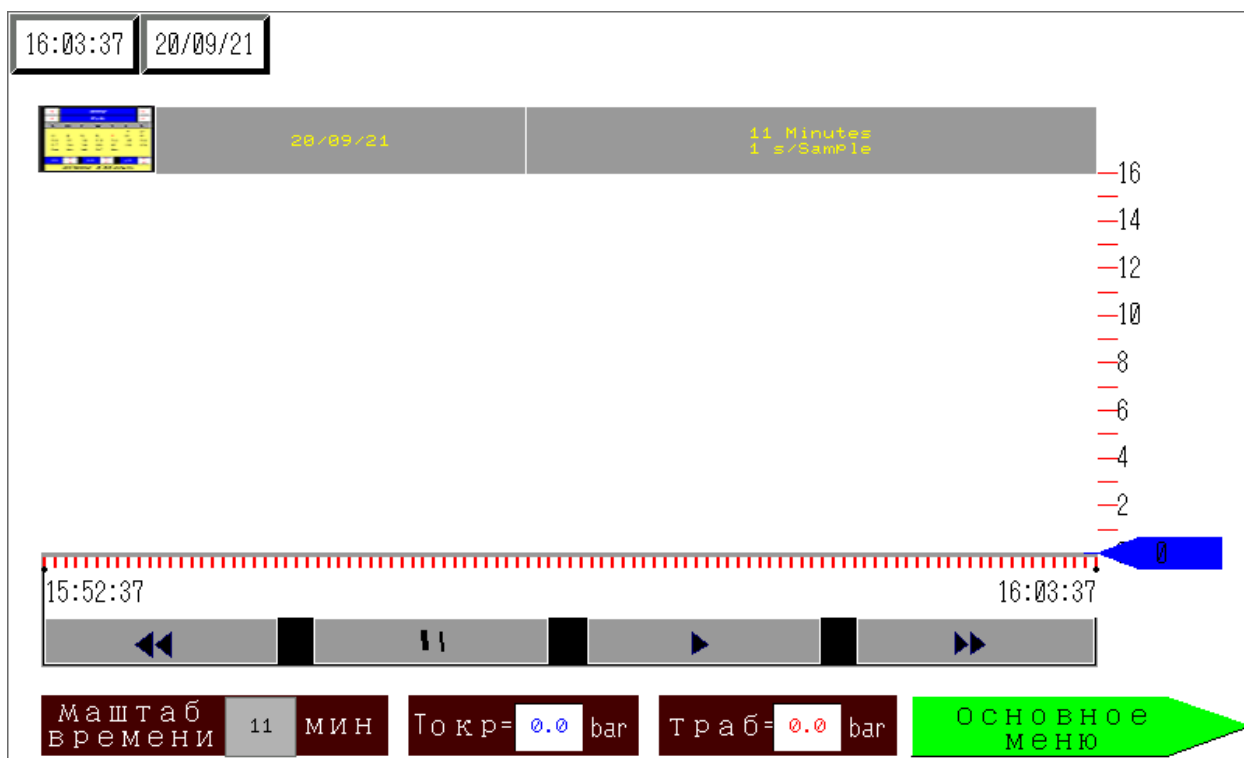 16:03:37 20/09/21
20/09/21
11 Minutes
1 s/Sample
16
14
12
10
8
6
4
2
0
15:52:37 16:03:37
Маштаб
времени 11 мин
Токр= 0.0 bar
Траб= 0.0 bar
Основное
меню